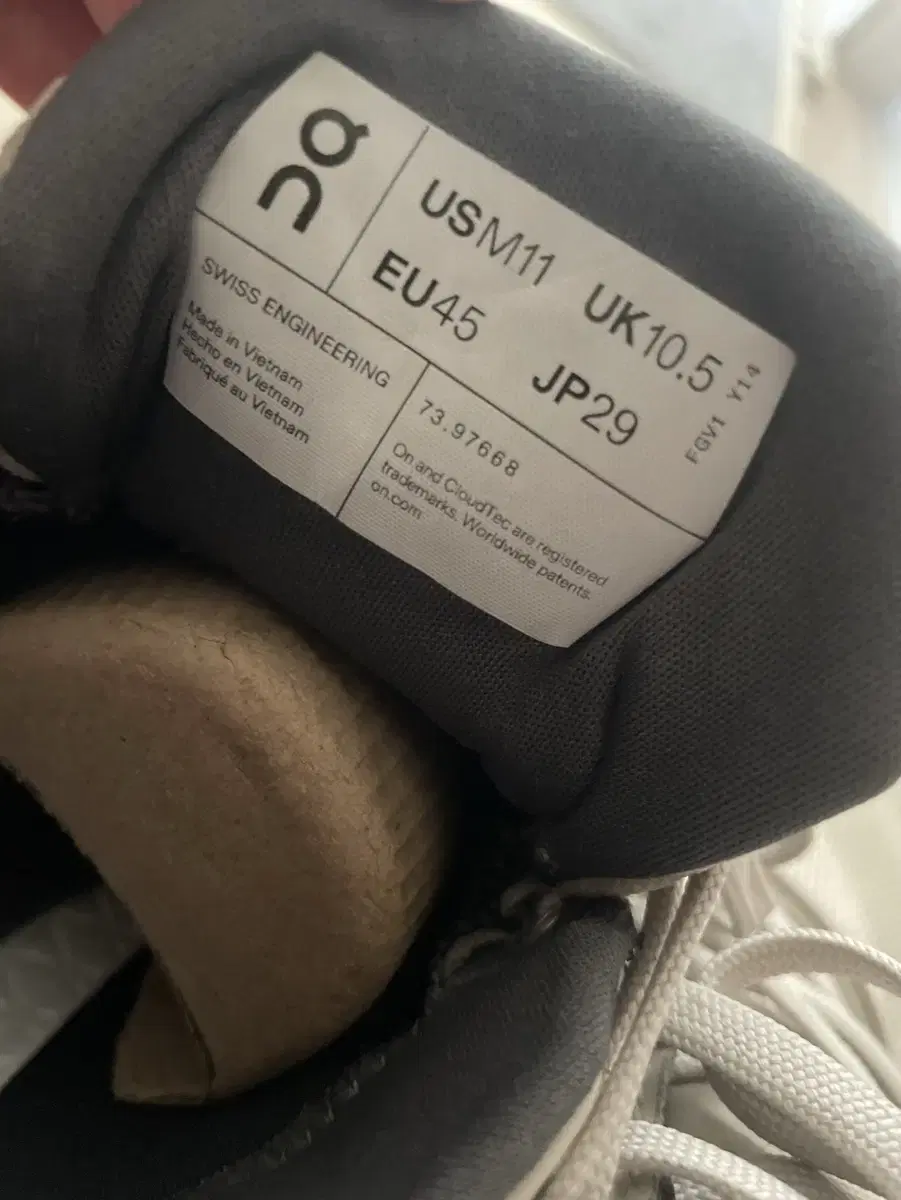 on
USM11 UK10.5
EU45 JP29
FGV1 Y14
SWISS ENGINEERING
Made in Vietnam
Hecho en Vietnam
Fabriqué au Vietnam
73.97668
On and CloudTec are registered
trademarks. Worldwide patents.
on.com